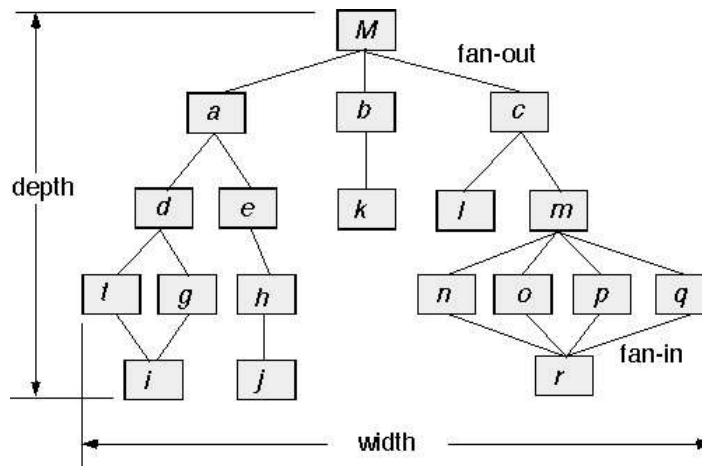 M
fan-out
a b c
depth
d e k l m
t g h n o p q
fan-in
i j r
width